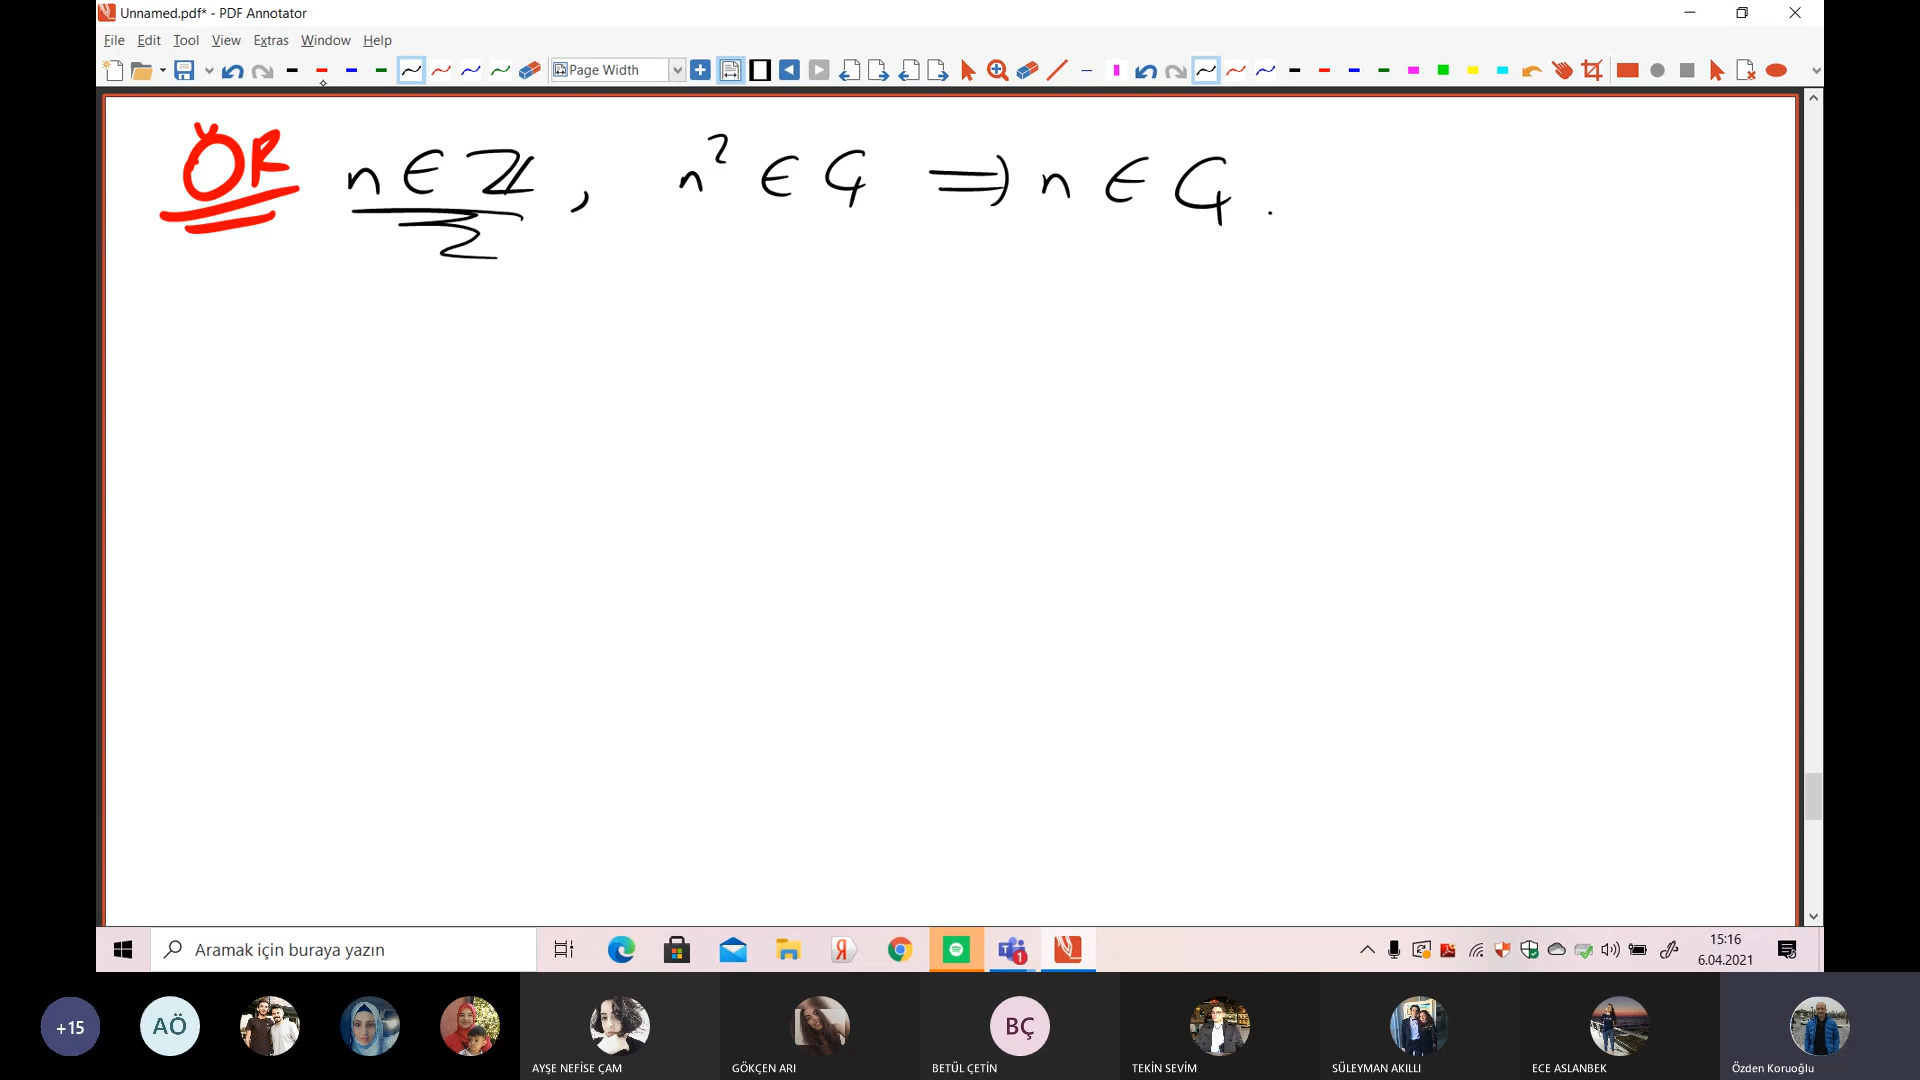 Unnamed.pdf* - PDF Annotator
File Edit Tool View Extras Window Help
Page Width
ÖR n ∈ ℤ , n² ∈ Ç ⟹ n ∈ Ç .
Z
Aramak için buraya yazın
1
15:16
6.04.2021
+15
AÖ
BÇ
AYŞE NEFİSE ÇAM
GÖKÇEN ARI
BETÜL ÇETİN
TEKİN SEVİM
SÜLEYMAN AKILLI
ECE ASLANBEK
Özden Koruoğlu